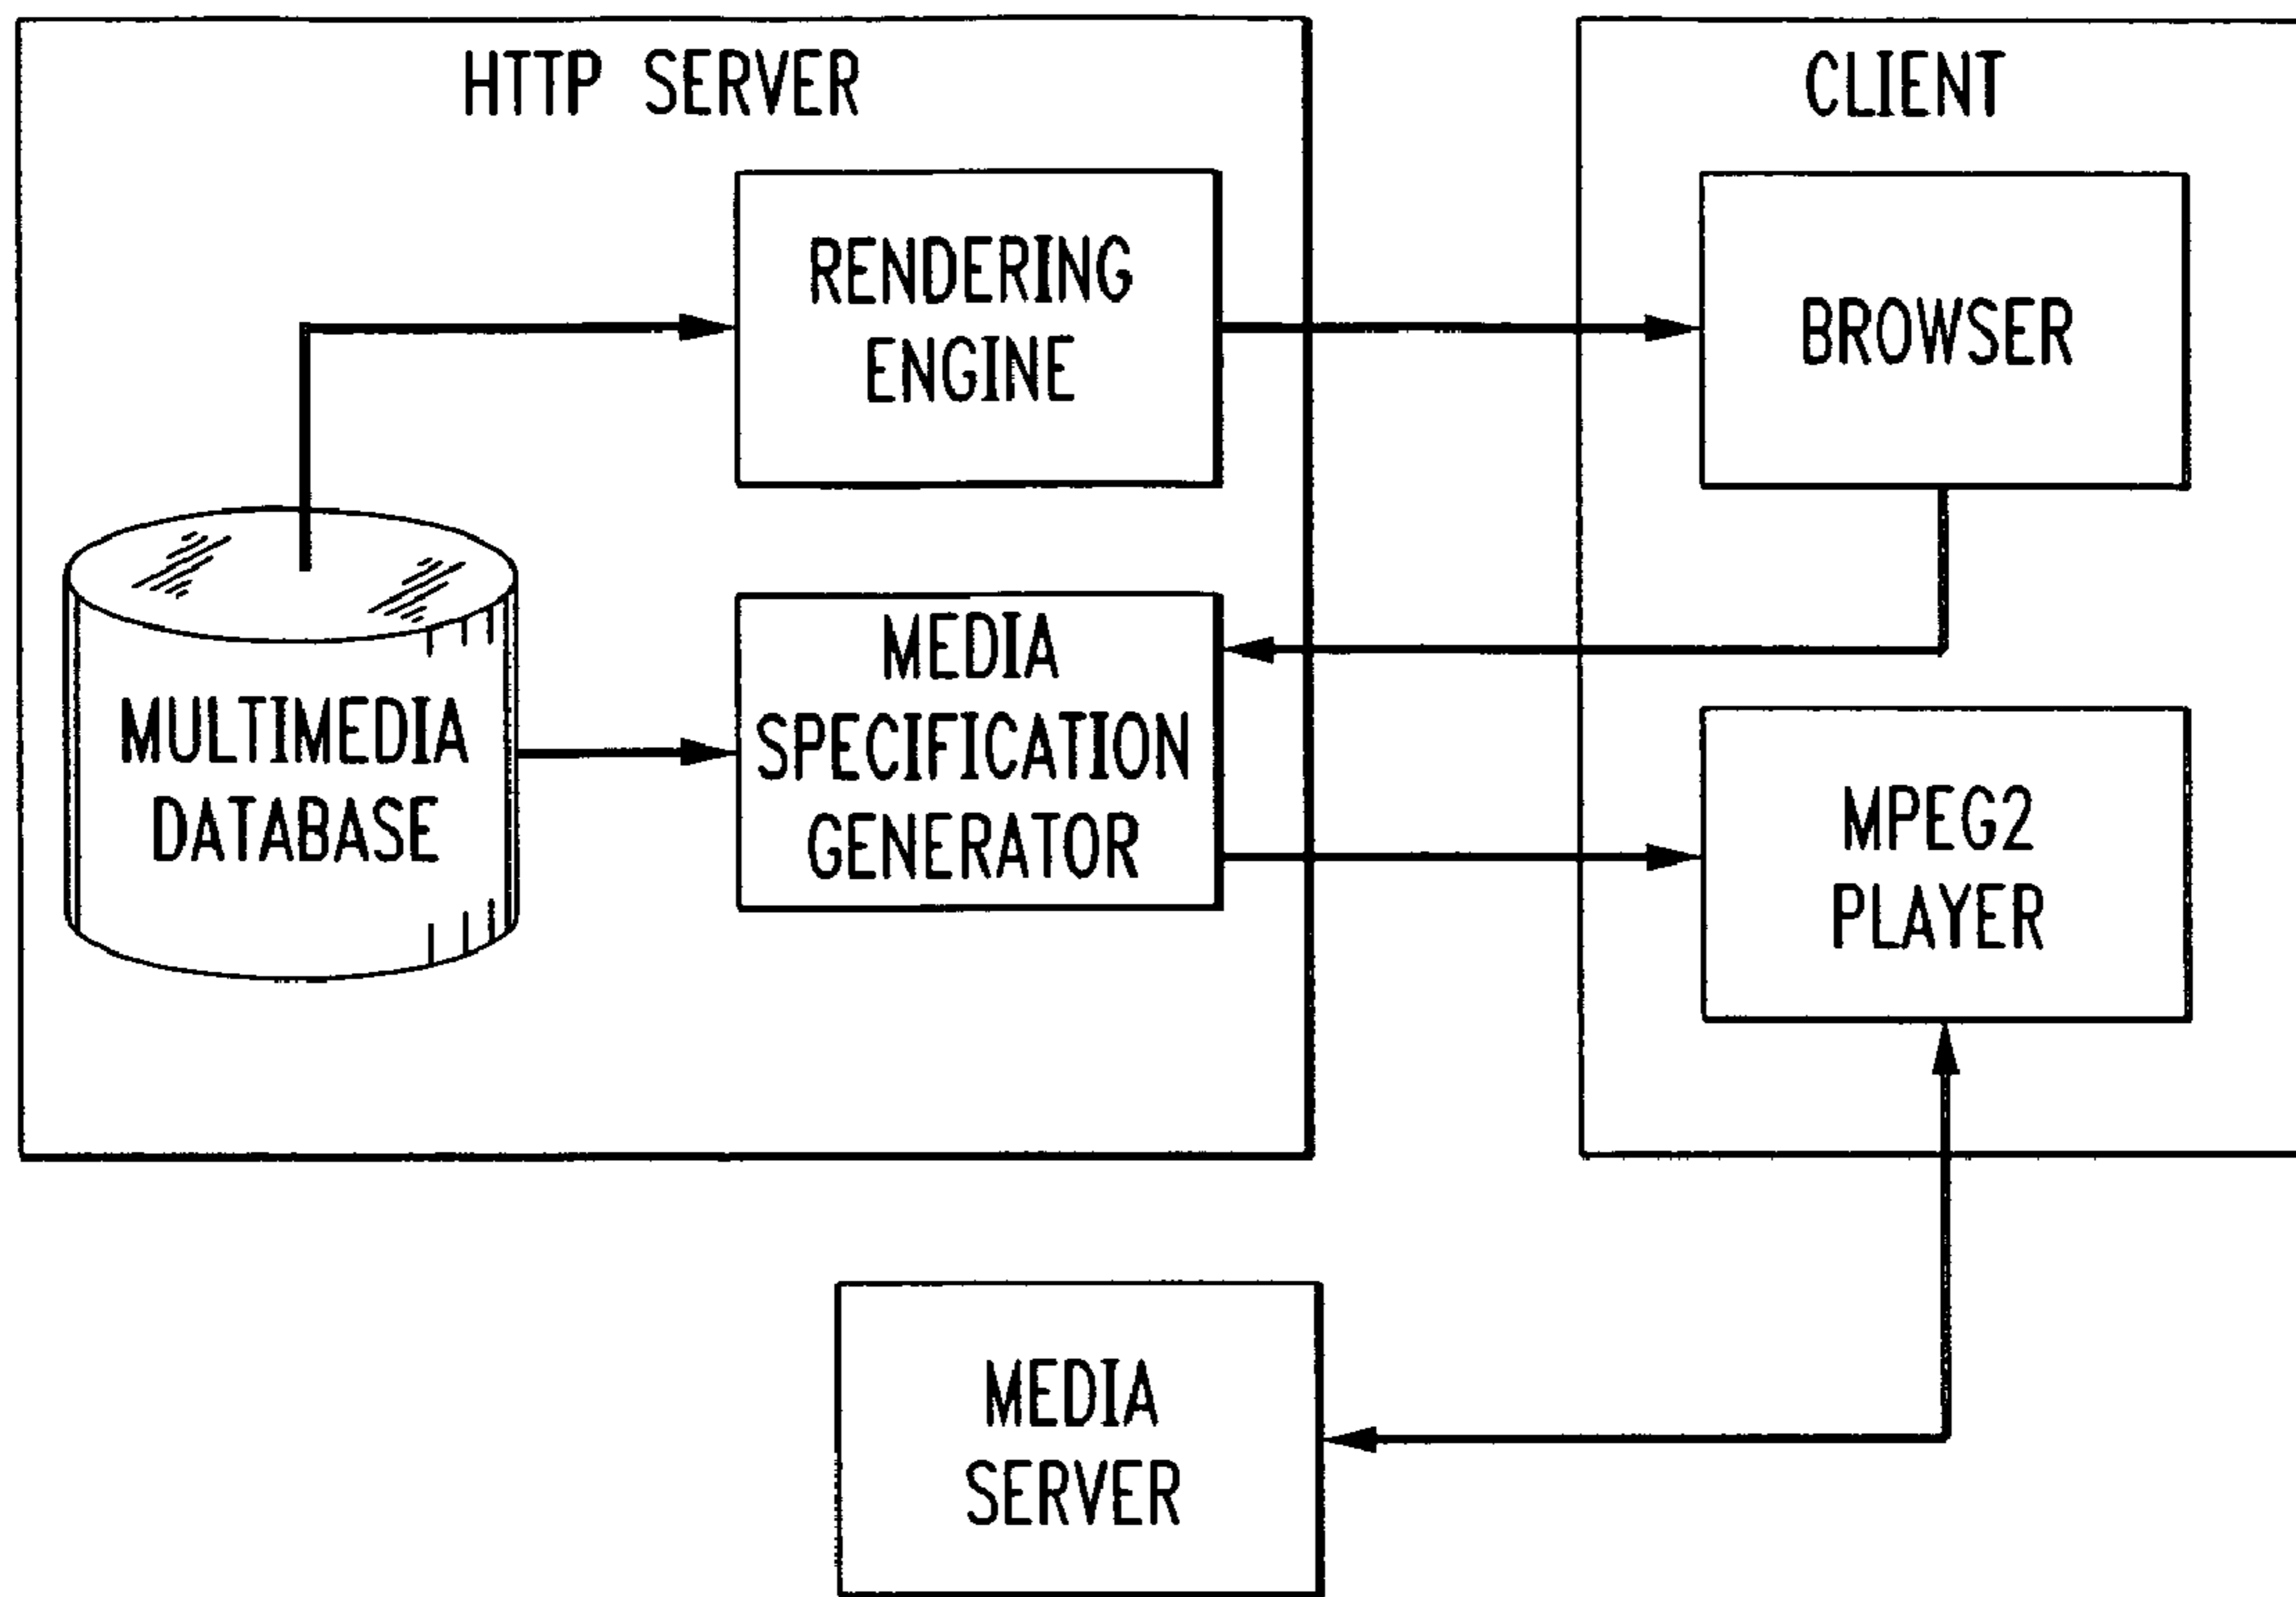 HTTP SERVER
CLIENT
RENDERING
ENGINE
BROWSER
MULTIMEDIA
DATABASE
MEDIA
SPECIFICATION
GENERATOR
MPEG2
PLAYER
MEDIA
SERVER